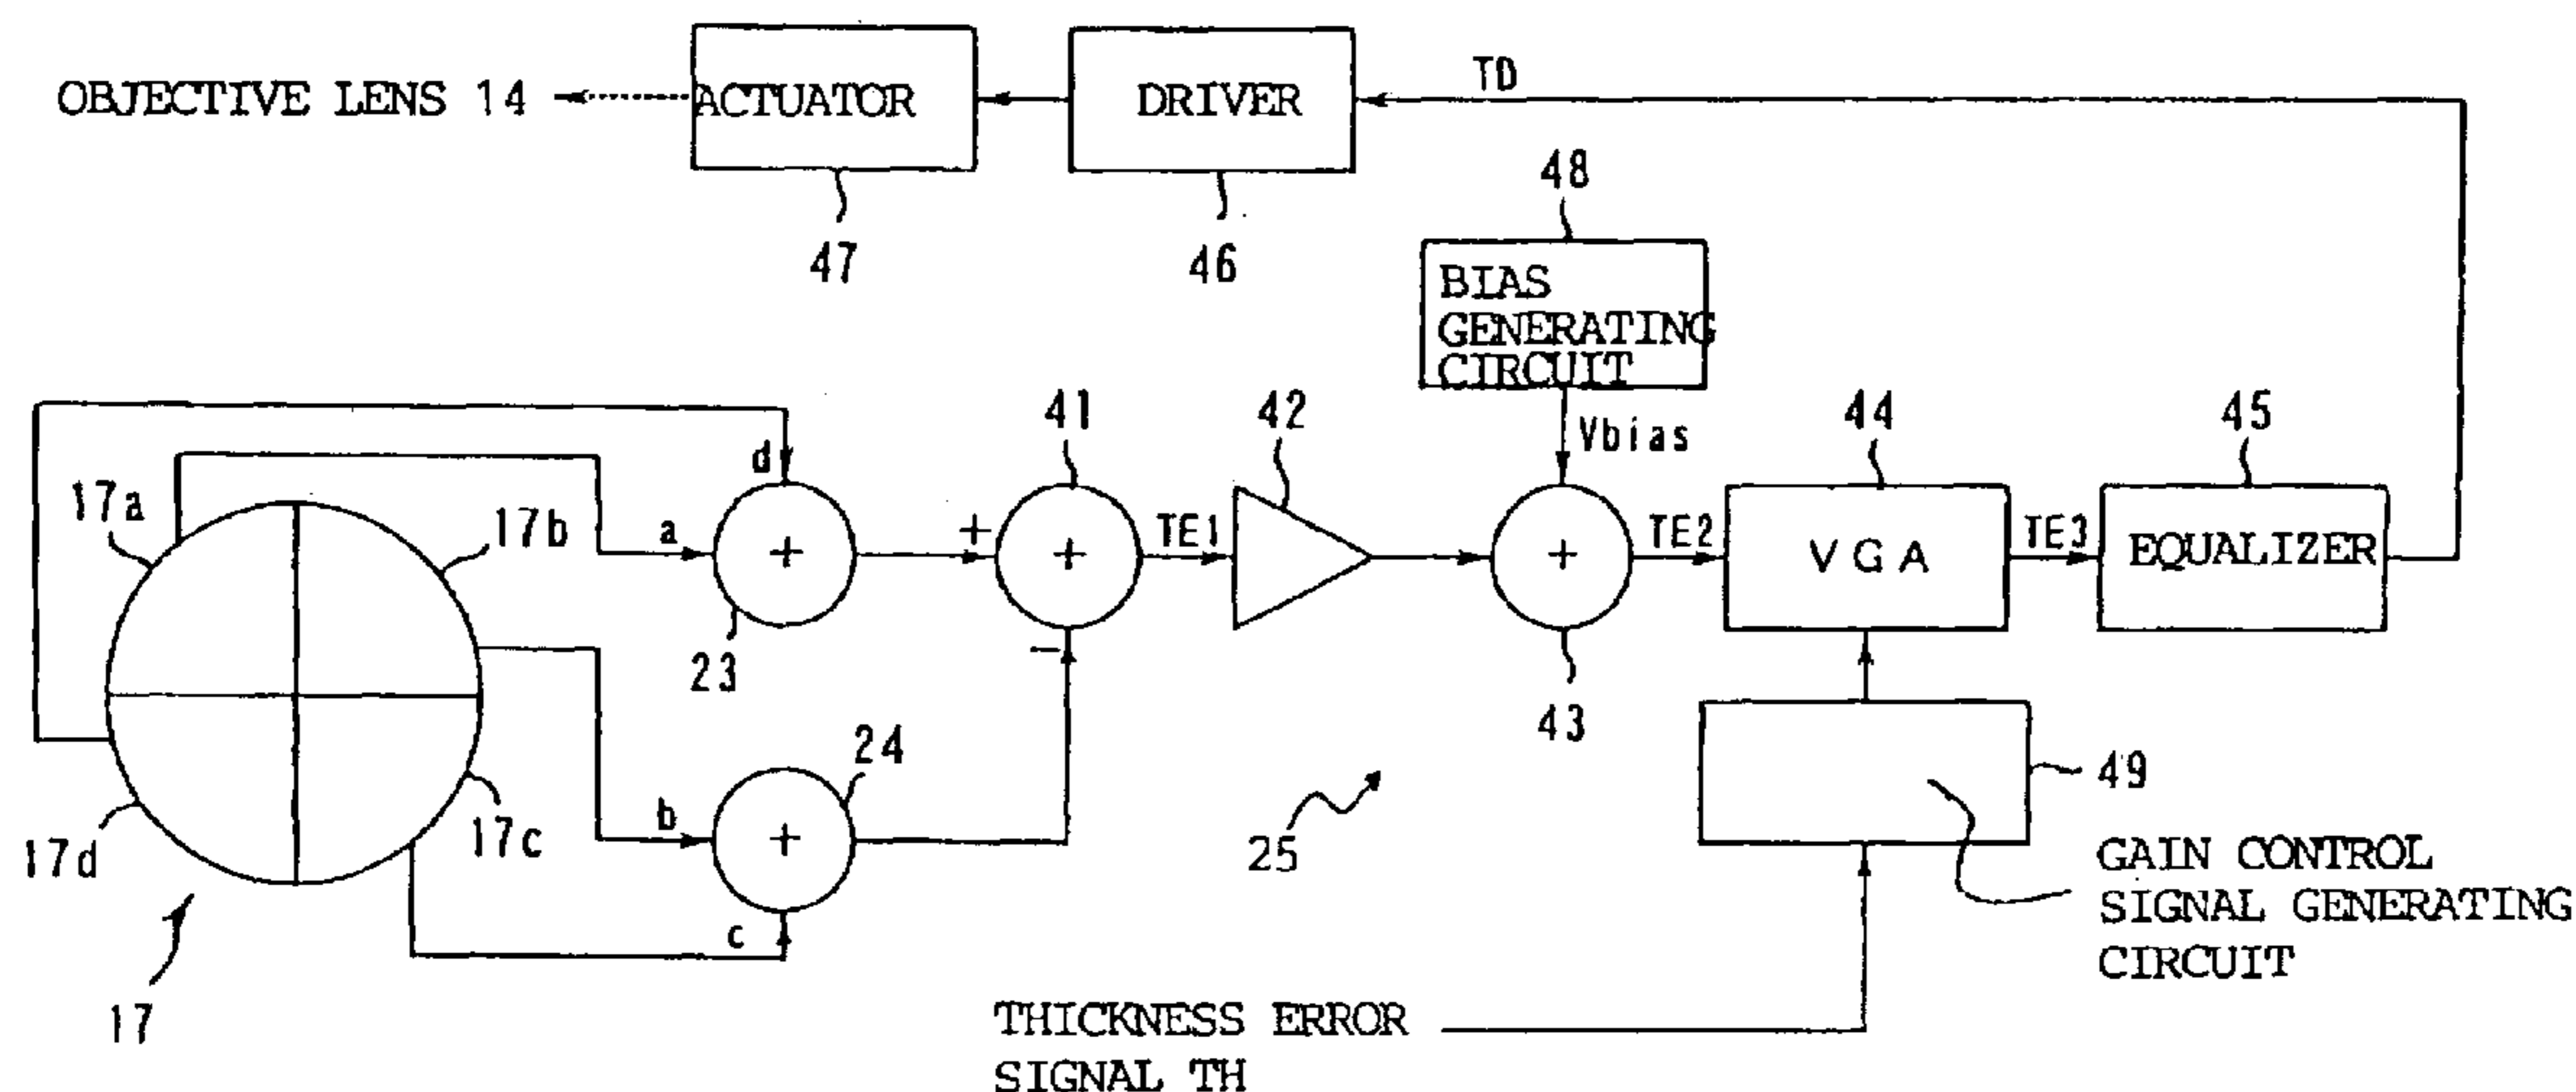 OBJECTIVE LENS 14
ACTUATOR
DRIVER
TD
47
46
48
BIAS
GENERATING
CIRCUIT
Vbias
17a
17b
17c
17d
17
a
d
b
c
+
23
+
24
+
-
+
41
TE1
42
+
43
TE2
44
VGA
TE3
45
EQUALIZER
25
49
GAIN CONTROL
SIGNAL GENERATING
CIRCUIT
THICKNESS ERROR
SIGNAL TH